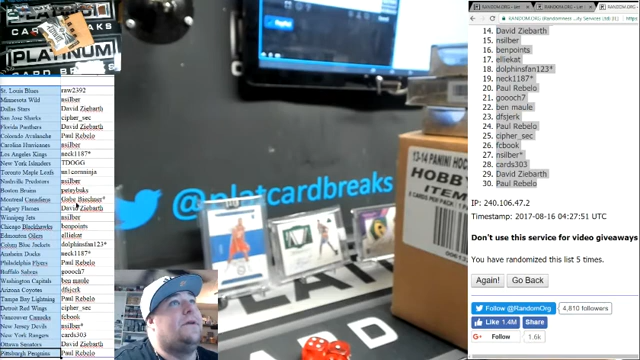 PLATINUM
St. Louis Blues raw2392
Minnesota Wild nsilber
Dallas Stars David Ziebarth
San Jose Sharks cipher_sec
Florida Panthers David Ziebarth
Colorado Avalanche Paul Rebelo
Carolina Hurricanes nsilber
Los Angeles Kings neck1187*
New York Islanders TDOGG
Toronto Maple Leafs
Nashville Predators nsilber
Boston Bruins
Montreal Canadiens
Calgary Flames David Ziebarth
Winnipeg Jets nsilber
Chicago Blackhawks benpoints
Edmonton Oilers elliekat
Colum Blue Jackets dolphinsfan123*
Anaheim Ducks neck1187*
Philadelphia Flyers Paul Rebelo
Buffalo Sabres goooch7
Washington Capitals ben maule
Arizona Coyotes dfsjerk
Tampa Bay Lightning Paul Rebelo
Detroit Red Wings cipher_sec
Vancouver Canucks fcbook
New Jersey Devils nsilber*
New York Rangers cards303
Ottawa Senators David Ziebarth
Pittsburgh Penguins Paul Rebelo
@platcardbreaks
13-14 PANINI
HOBBY
14. David Ziebarth
15. nsilber
16. benpoints
17. elliekat
18. dolphinsfan123*
19. neck1187*
20. Paul Rebelo
21. goooch7
22. ben maule
23. dfsjerk
24. Paul Rebelo
25. cipher_sec
26. fcbook
27. nsilber*
28. cards303
29. David Ziebarth
30. Paul Rebelo
IP: 240.106.47.2
Timestamp: 2017-08-16 04:27:51 UTC
Don't use this service for video giveaways
You have randomized this list 5 times.
Again! Go Back
Follow @RandomOrg 4,810 followers
Like 1.4M Share
Follow 1.6k